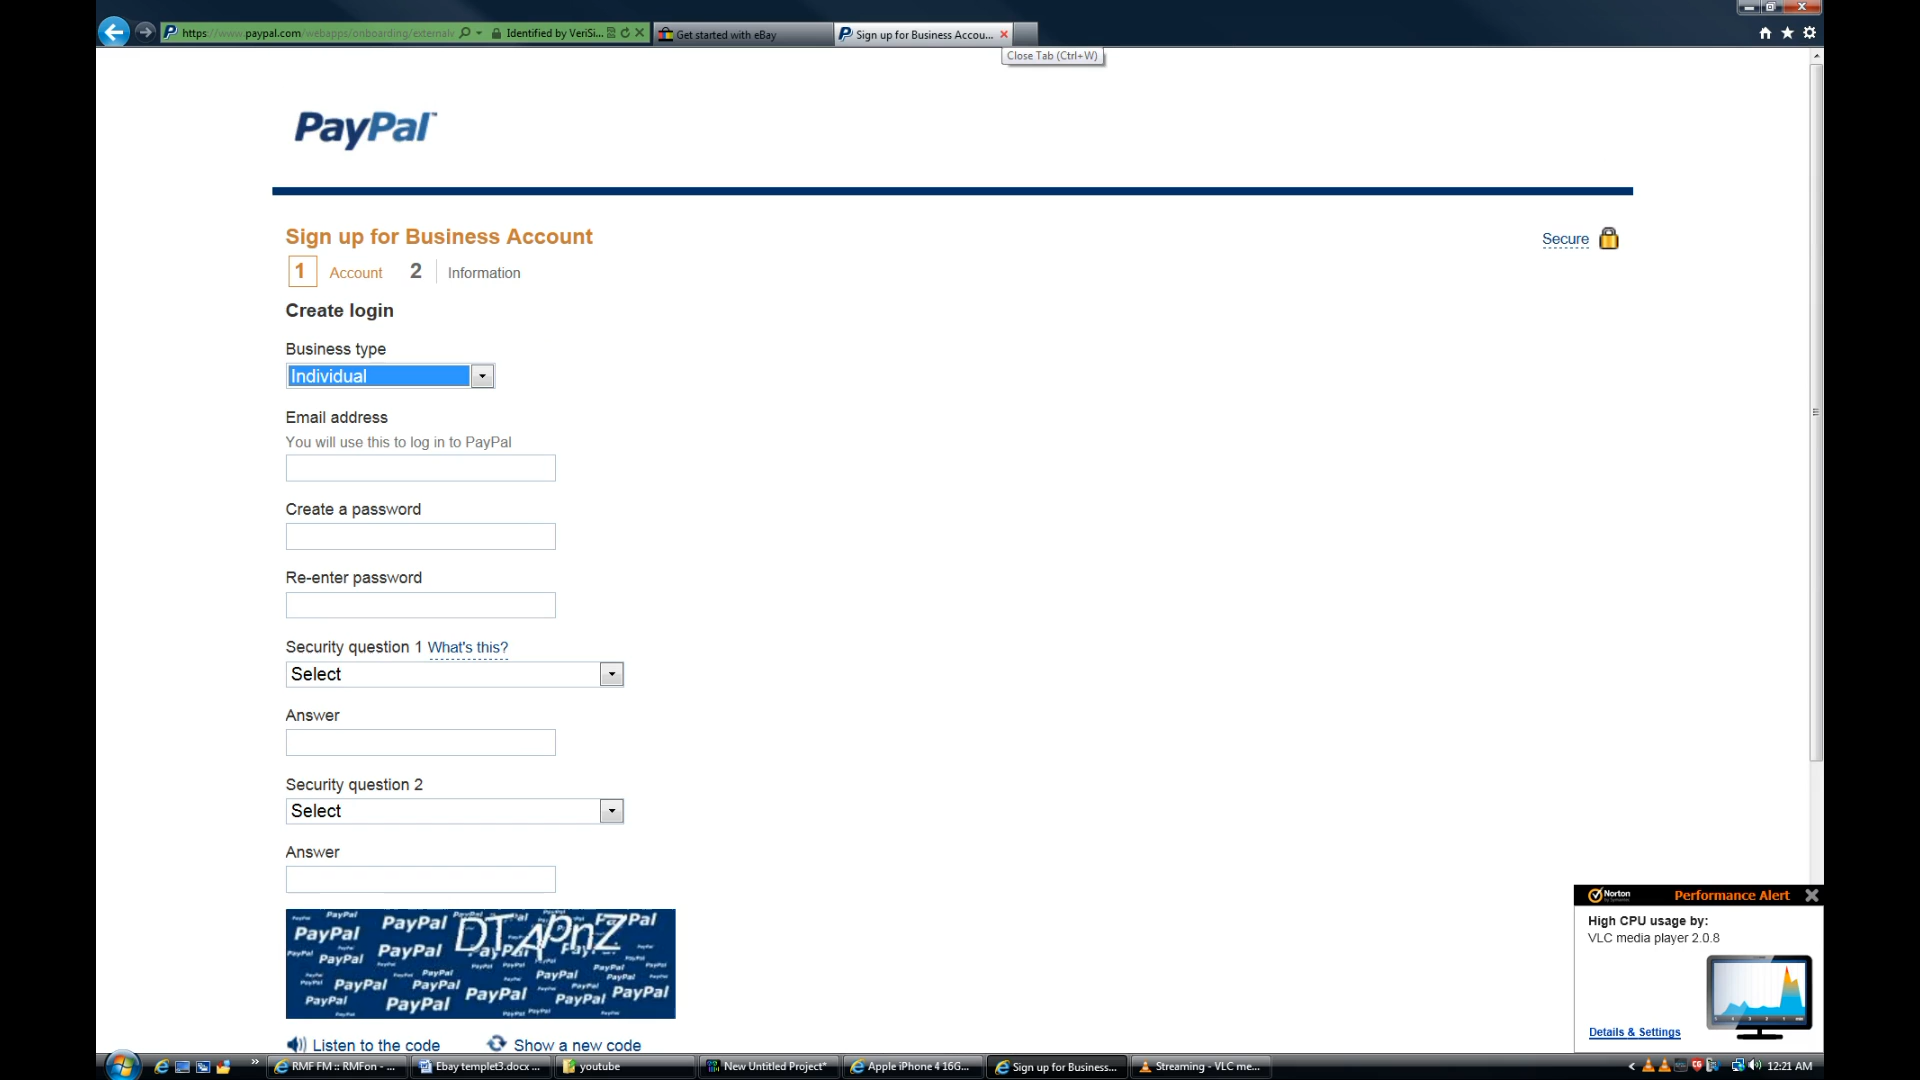 https://www.paypal.com/webapps/onboarding/external
Identified by VeriSi...
Get started with eBay
Sign up for Business Accou...
Close Tab (Ctrl+W)
PayPal
Sign up for Business Account
Secure
1 Account 2 Information
Create login
Business type
Individual
Email address
You will use this to log in to PayPal
Create a password
Re-enter password
Security question 1 What's this?
Select
Answer
Security question 2
Select
Answer
DTAPnZ
Listen to the code
Show a new code
Norton
by Symantec
Performance Alert
High CPU usage by:
VLC media player 2.0.8
Details & Settings
RMF FM :: RMFon - ...
Ebay templet3.docx ...
youtube
New Untitled Project*
Apple iPhone 4 16G...
Sign up for Business...
Streaming - VLC me...
12:21 AM